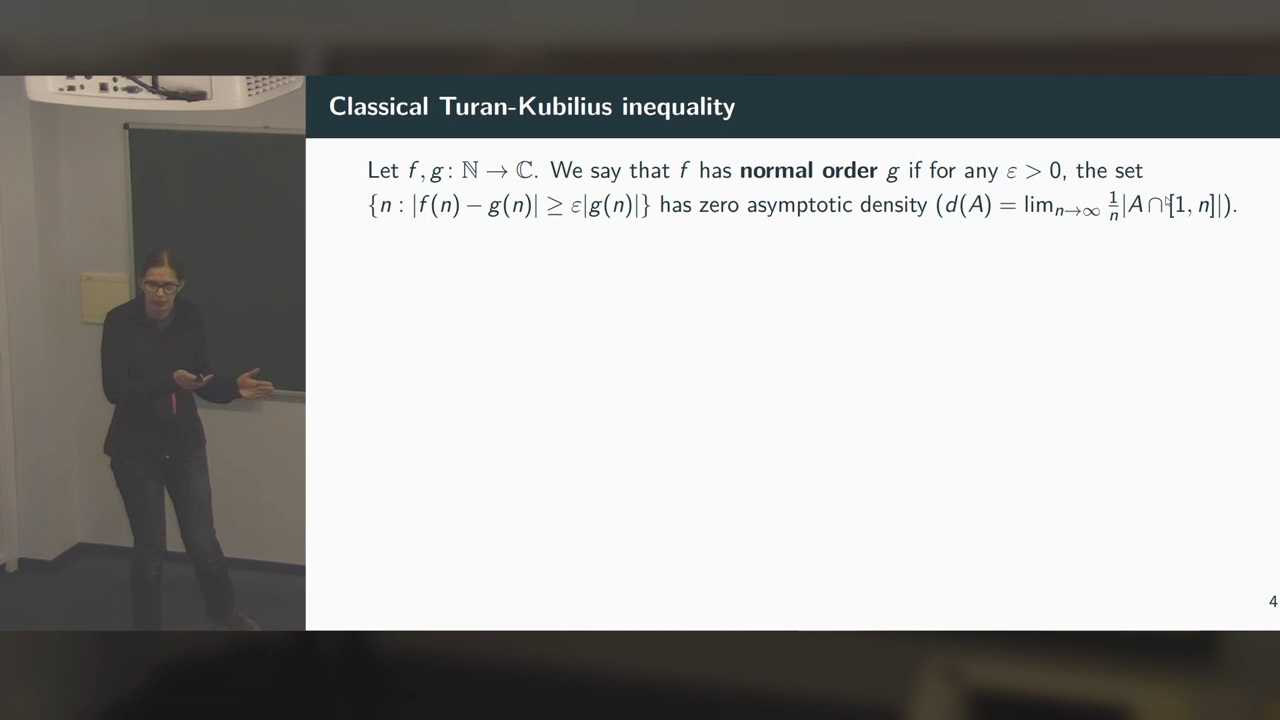 Classical Turan-Kubilius inequality
Let f, g: ℕ → ℂ. We say that f has normal order g if for any ε > 0, the set
{n : |f(n) − g(n)| ≥ ε|g(n)|} has zero asymptotic density (d(A) = lim_{n→∞} \frac{1}{n}|A ∩ [1, n]|).
4